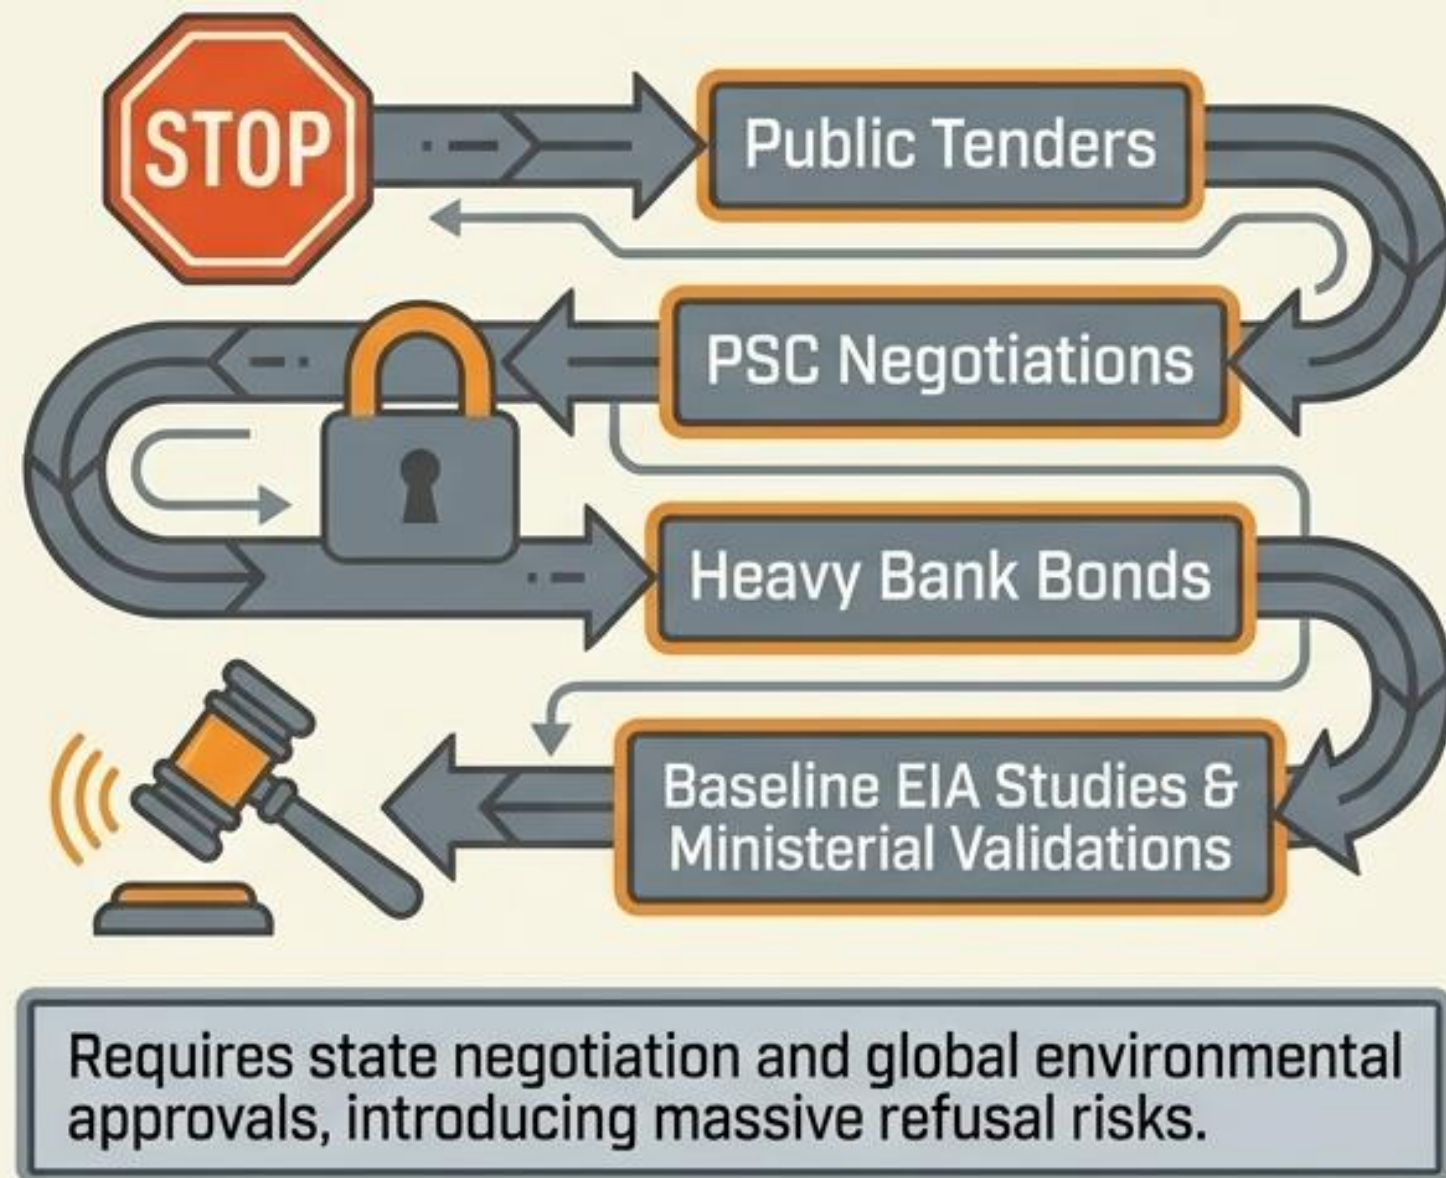 STOP
Public Tenders
PSC Negotiations
Heavy Bank Bonds
Baseline EIA Studies &
Ministerial Validations
Requires state negotiation and global environmental
approvals, introducing massive refusal risks.